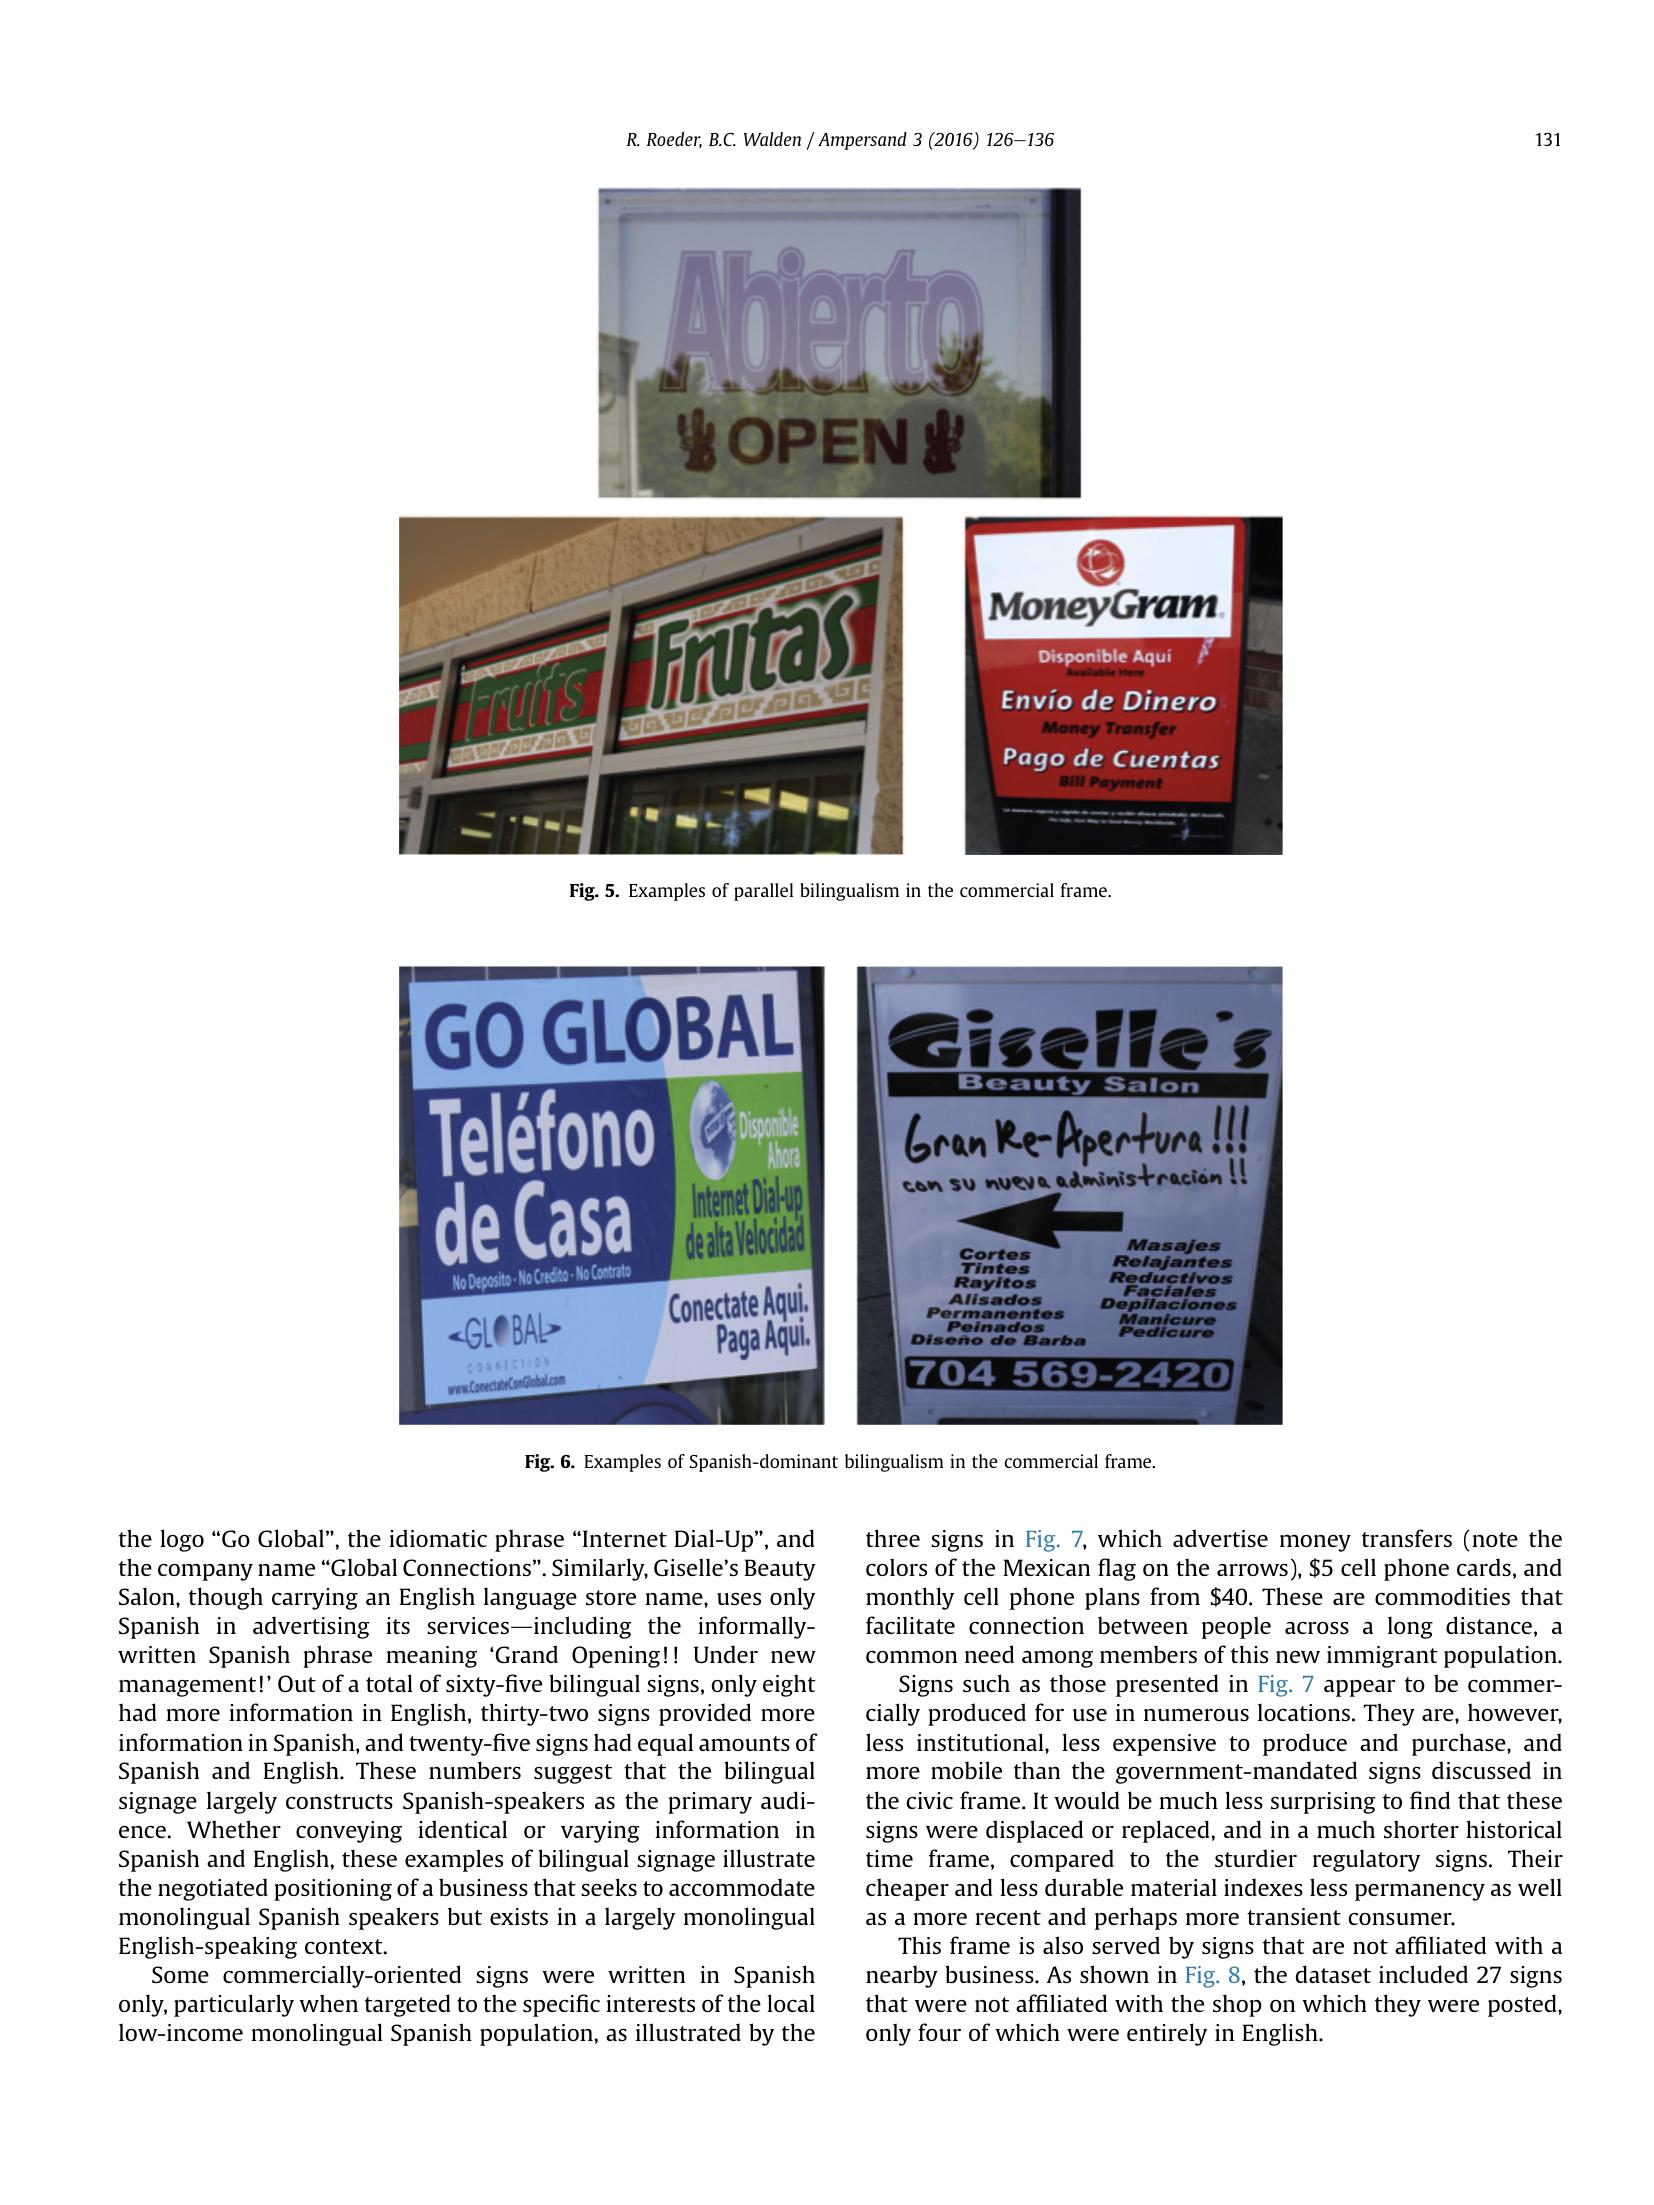 R. Roeder, B.C. Walden / Ampersand 3 (2016) 126–136
131
Abierto
OPEN
Fruits
Frutas
MoneyGram
Disponible Aquí
Available Here
Envío de Dinero
Money Transfer
Pago de Cuentas
Bill Payment
Fig. 5. Examples of parallel bilingualism in the commercial frame.
GO GLOBAL
Teléfono
de Casa
No Deposito - No Credito - No Contrato
Disponible
Ahora
Internet Dial-up
de alta Velocidad
GLOBAL
CONNECTION
www.ConectateConGlobal.com
Conectate Aqui.
Paga Aqui.
Giselle's
Beauty Salon
Gran Re-Apertura!!!
con su nueva administración!!
Cortes
Tintes
Rayitos
Alisados
Permanentes
Peinados
Diseño de Barba
Masajes
Relajantes
Reductivos
Faciales
Depilaciones
Manicure
Pedicure
704 569-2420
Fig. 6. Examples of Spanish-dominant bilingualism in the commercial frame.
the logo “Go Global”, the idiomatic phrase “Internet Dial-Up”, and
the company name “Global Connections”. Similarly, Giselle’s Beauty
Salon, though carrying an English language store name, uses only
Spanish in advertising its services—including the informally-
written Spanish phrase meaning ‘Grand Opening!! Under new
management!’ Out of a total of sixty-five bilingual signs, only eight
had more information in English, thirty-two signs provided more
information in Spanish, and twenty-five signs had equal amounts of
Spanish and English. These numbers suggest that the bilingual
signage largely constructs Spanish-speakers as the primary audi-
ence. Whether conveying identical or varying information in
Spanish and English, these examples of bilingual signage illustrate
the negotiated positioning of a business that seeks to accommodate
monolingual Spanish speakers but exists in a largely monolingual
English-speaking context.
Some commercially-oriented signs were written in Spanish
only, particularly when targeted to the specific interests of the local
low-income monolingual Spanish population, as illustrated by the
three signs in Fig. 7, which advertise money transfers (note the
colors of the Mexican flag on the arrows), $5 cell phone cards, and
monthly cell phone plans from $40. These are commodities that
facilitate connection between people across a long distance, a
common need among members of this new immigrant population.
Signs such as those presented in Fig. 7 appear to be commer-
cially produced for use in numerous locations. They are, however,
less institutional, less expensive to produce and purchase, and
more mobile than the government-mandated signs discussed in
the civic frame. It would be much less surprising to find that these
signs were displaced or replaced, and in a much shorter historical
time frame, compared to the sturdier regulatory signs. Their
cheaper and less durable material indexes less permanency as well
as a more recent and perhaps more transient consumer.
This frame is also served by signs that are not affiliated with a
nearby business. As shown in Fig. 8, the dataset included 27 signs
that were not affiliated with the shop on which they were posted,
only four of which were entirely in English.